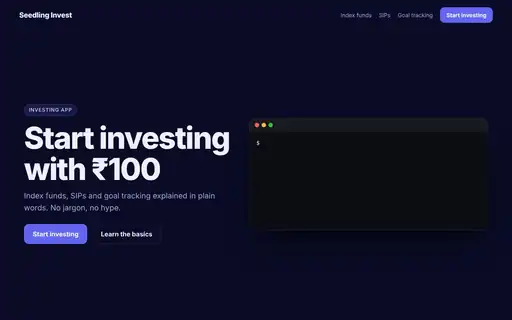 Seedling Invest
Index funds
SIPs
Goal tracking
Start investing
INVESTING APP
Start investing
with ₹100
Index funds, SIPs and goal tracking explained in plain
words. No jargon, no hype.
Start investing
Learn the basics
$